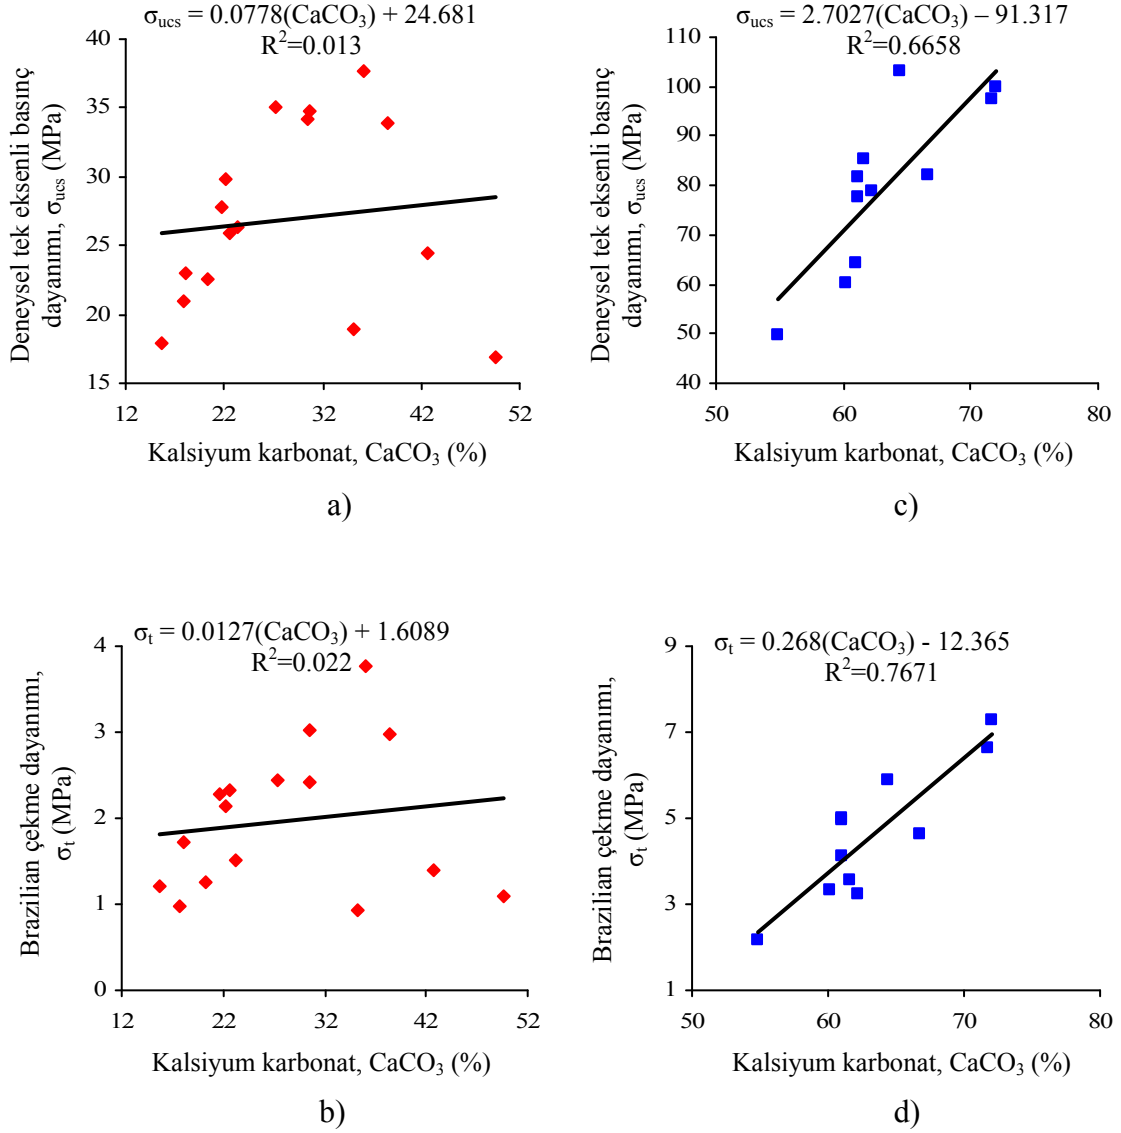 σucs = 0.0778(CaCO3) + 24.681
R2=0.013
40
35
30
25
20
15
12
22
32
42
52
Deneysel tek eksenli basınç
dayanımı, σucs (MPa)
Kalsiyum karbonat, CaCO3 (%)
a)
σucs = 2.7027(CaCO3) – 91.317
R2=0.6658
110
100
90
80
70
60
50
40
50
60
70
80
Deneysel tek eksenli basınç
dayanımı, σucs (MPa)
Kalsiyum karbonat, CaCO3 (%)
c)
σt = 0.0127(CaCO3) + 1.6089
R2=0.022
4
3
2
1
0
12
22
32
42
52
Brazilian çekme dayanımı,
σt (MPa)
Kalsiyum karbonat, CaCO3 (%)
b)
σt = 0.268(CaCO3) - 12.365
R2=0.7671
9
7
5
3
1
50
60
70
80
Brazilian çekme dayanımı,
σt (MPa)
Kalsiyum karbonat, CaCO3 (%)
d)